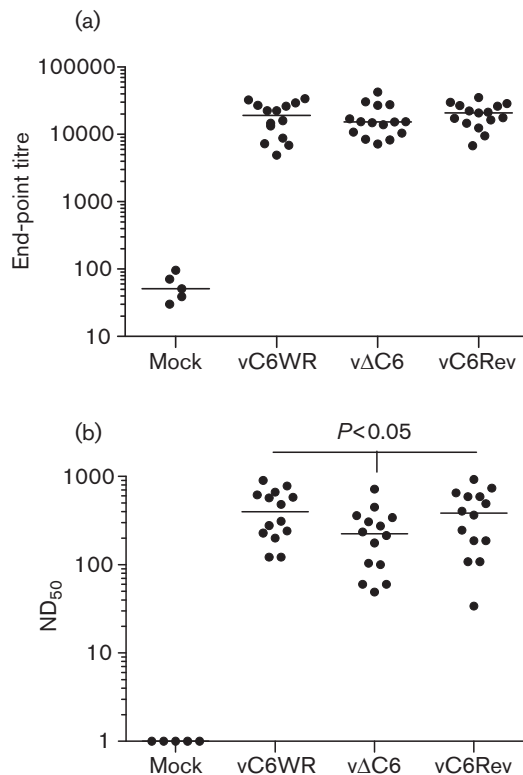 (a)
100000
10000
1000
100
10
End-point titre
Mock vC6WR vΔC6 vC6Rev
(b)
P<0.05
1000
100
10
1
ND50
Mock vC6WR vΔC6 vC6Rev